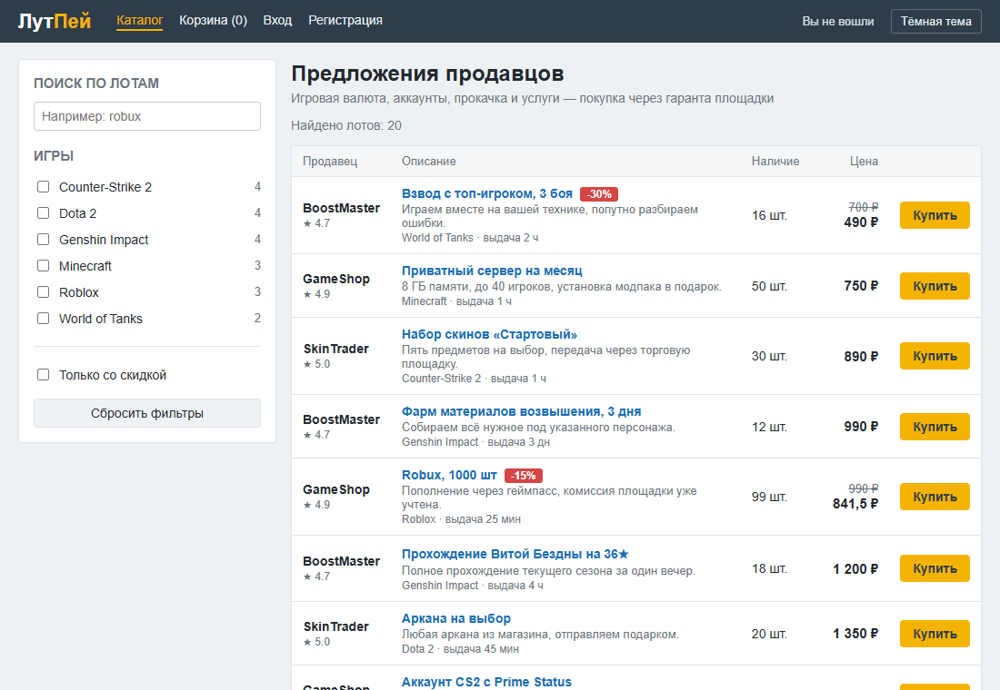 ЛутПей
Каталог
Корзина (0)
Вход
Регистрация
Вы не вошли
Тёмная тема
ПОИСК ПО ЛОТАМ
Например: robux
ИГРЫ
Counter-Strike 2 4
Dota 2 4
Genshin Impact 4
Minecraft 3
Roblox 3
World of Tanks 2
Только со скидкой
Сбросить фильтры
Предложения продавцов
Игровая валюта, аккаунты, прокачка и услуги — покупка через гаранта площадки
Найдено лотов: 20
Продавец Описание Наличие Цена
BoostMaster
★ 4.7
Взвод с топ-игроком, 3 боя -30%
Играем вместе на вашей технике, попутно разбираем
ошибки.
World of Tanks · выдача 2 ч
16 шт.
700 ₽
490 ₽
Купить
GameShop
★ 4.9
Приватный сервер на месяц
8 ГБ памяти, до 40 игроков, установка модпака в подарок.
Minecraft · выдача 1 ч
50 шт.
750 ₽
Купить
SkinTrader
★ 5.0
Набор скинов «Стартовый»
Пять предметов на выбор, передача через торговую
площадку.
Counter-Strike 2 · выдача 1 ч
30 шт.
890 ₽
Купить
BoostMaster
★ 4.7
Фарм материалов возвышения, 3 дня
Собираем всё нужное под указанного персонажа.
Genshin Impact · выдача 3 дн
12 шт.
990 ₽
Купить
GameShop
★ 4.9
Robux, 1000 шт -15%
Пополнение через геймпасс, комиссия площадки уже
учтена.
Roblox · выдача 25 мин
99 шт.
990 ₽
841,5 ₽
Купить
BoostMaster
★ 4.7
Прохождение Витой Бездны на 36★
Полное прохождение текущего сезона за один вечер.
Genshin Impact · выдача 4 ч
18 шт.
1 200 ₽
Купить
SkinTrader
★ 5.0
Аркана на выбор
Любая аркана из магазина, отправляем подарком.
Dota 2 · выдача 45 мин
20 шт.
1 350 ₽
Купить
GameShop
Аккаунт CS2 с Prime Status